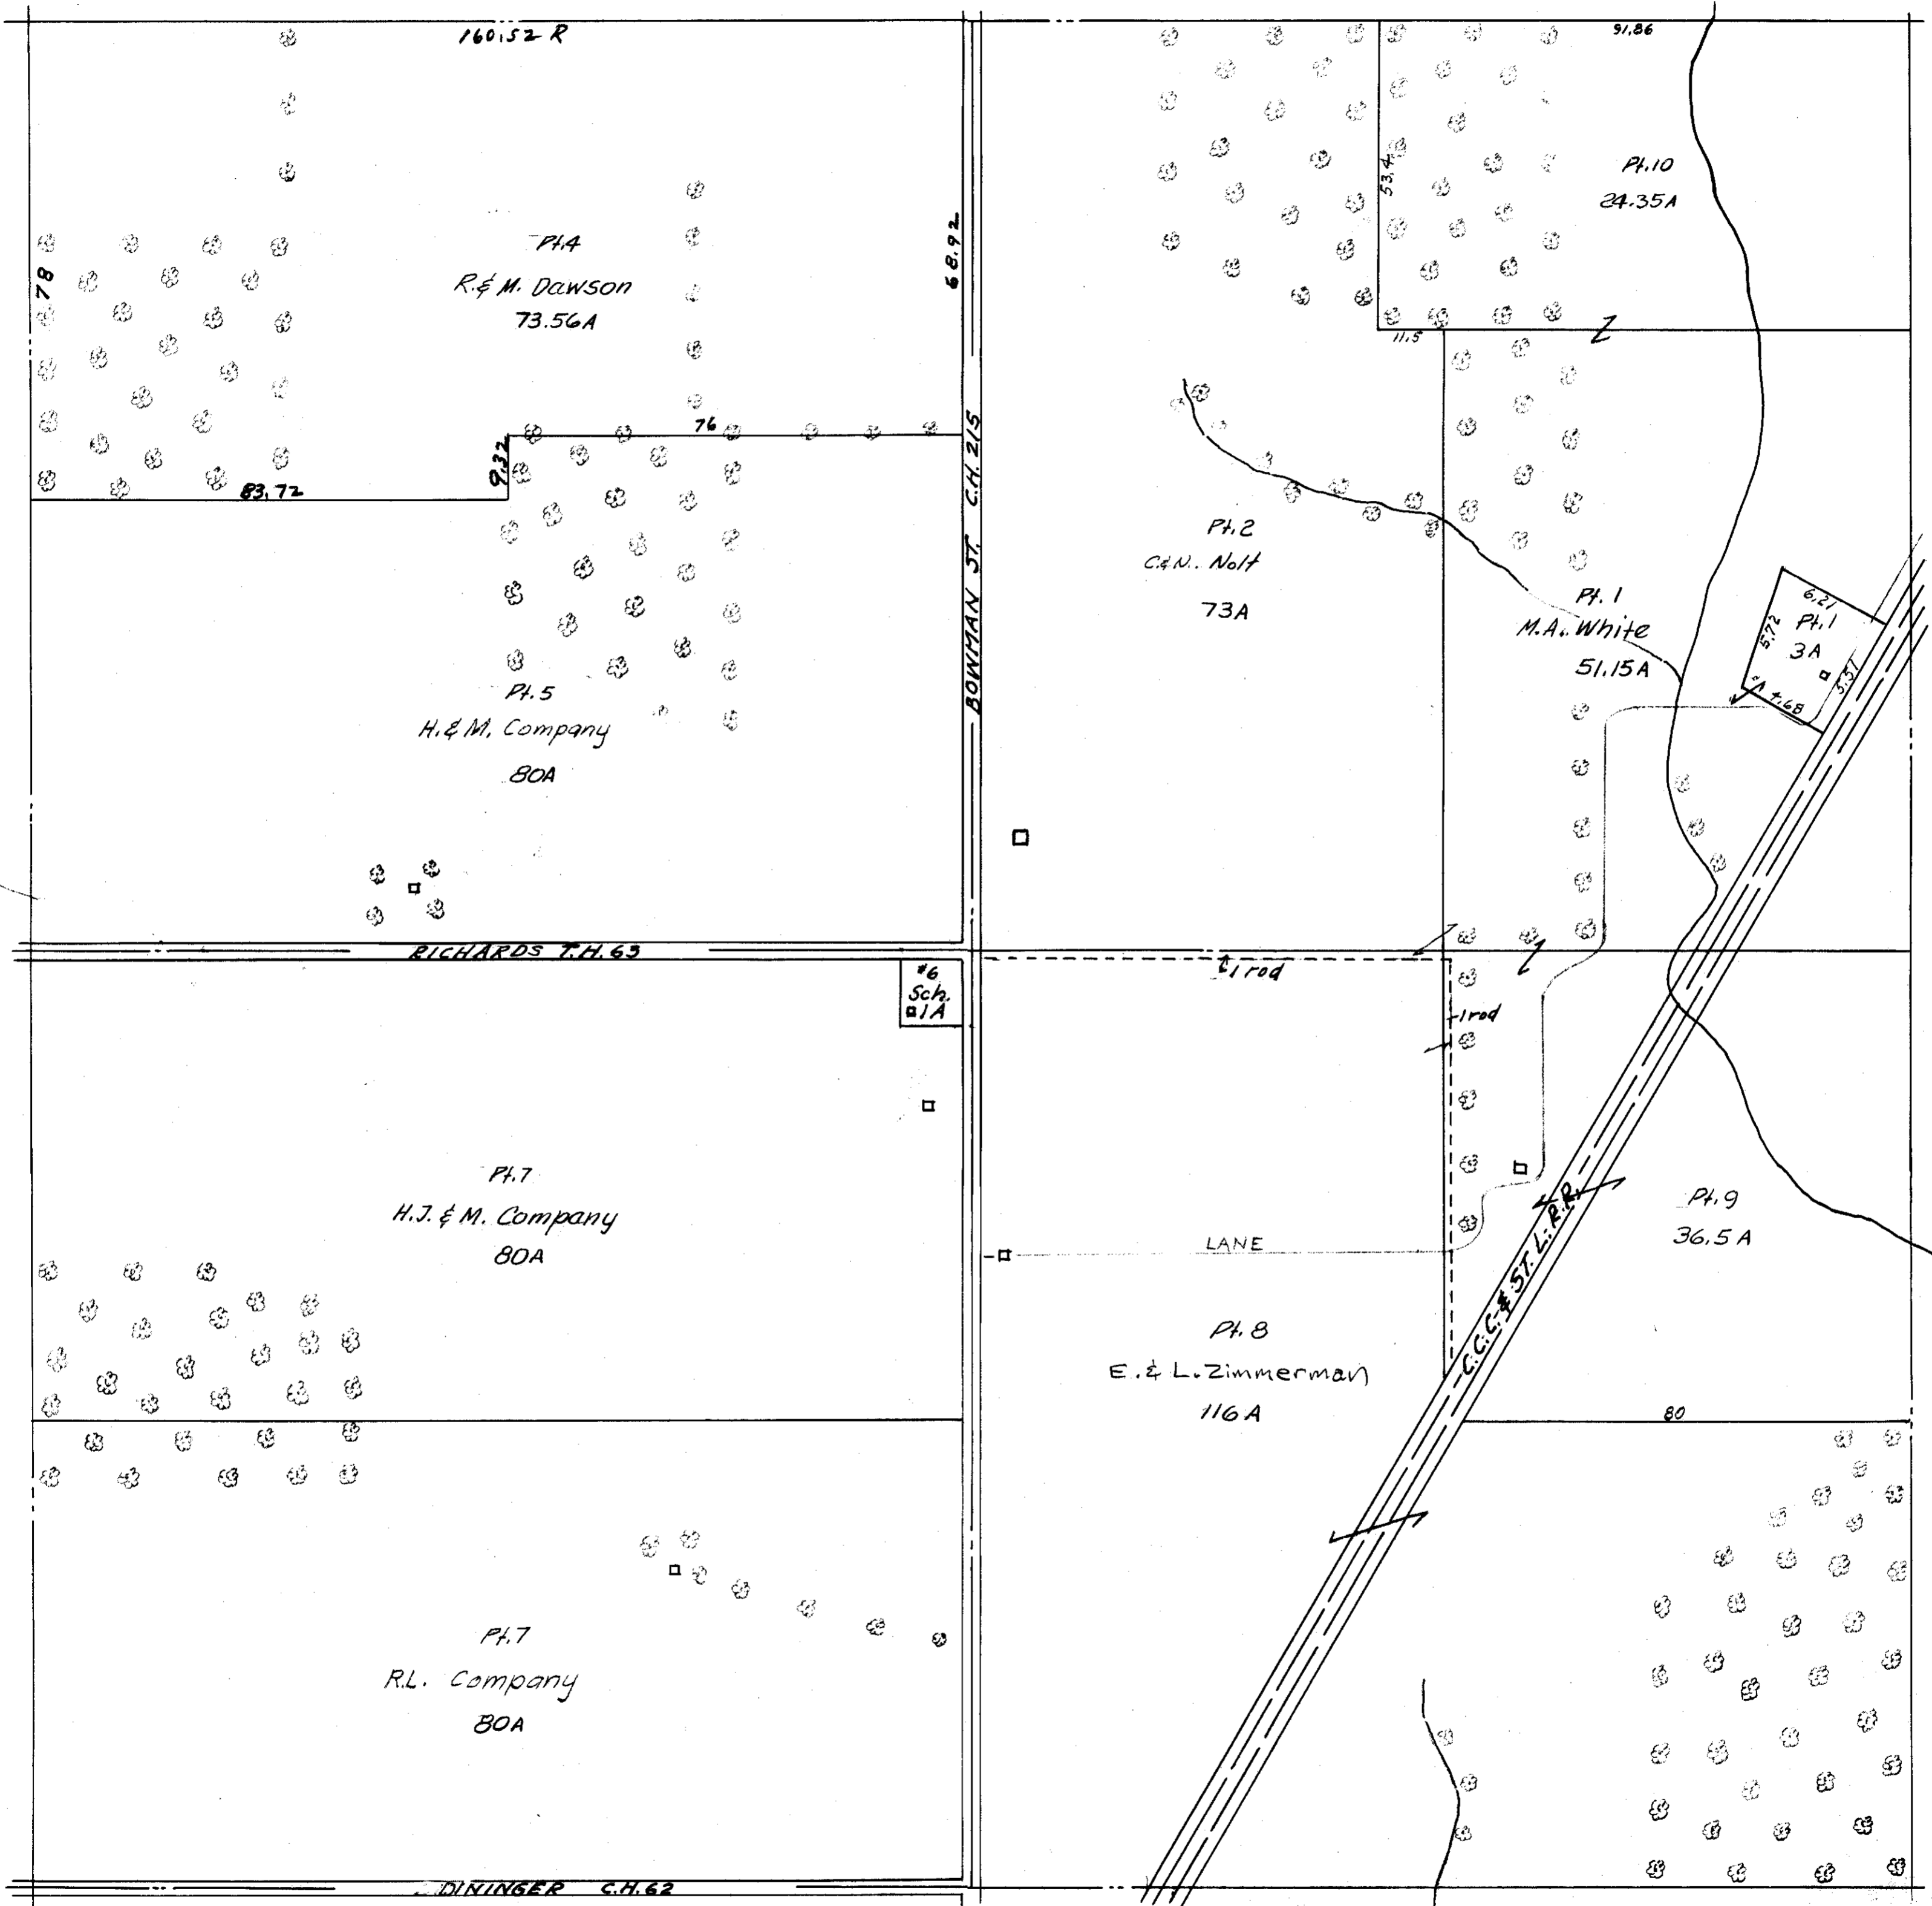 160.52 R
78
Pt.4
R. & M. Dawson
73.56A
68.92
76
9.32
83.72
Pt.5
H. & M. Company
80A
BOWMAN ST. C.H. 215
RICHARDS T.H. 63
91.86
53.4
Pt.10
24.35A
11.5
Pt.2
C & N. Nolt
73A
Pt.1
M.A. White
51.15A
6.21
5.72
Pt.1
3A
5.57
4.68
#6
Sch.
1A
1 rod
1 rod
Pt.7
H.J. & M. Company
80A
LANE
Pt.8
E. & L. Zimmerman
116 A
C.C.C. & ST. L. R.R.
Pt.9
36.5 A
80
Pt.7
R.L. Company
80A
DININGER C.H. 62